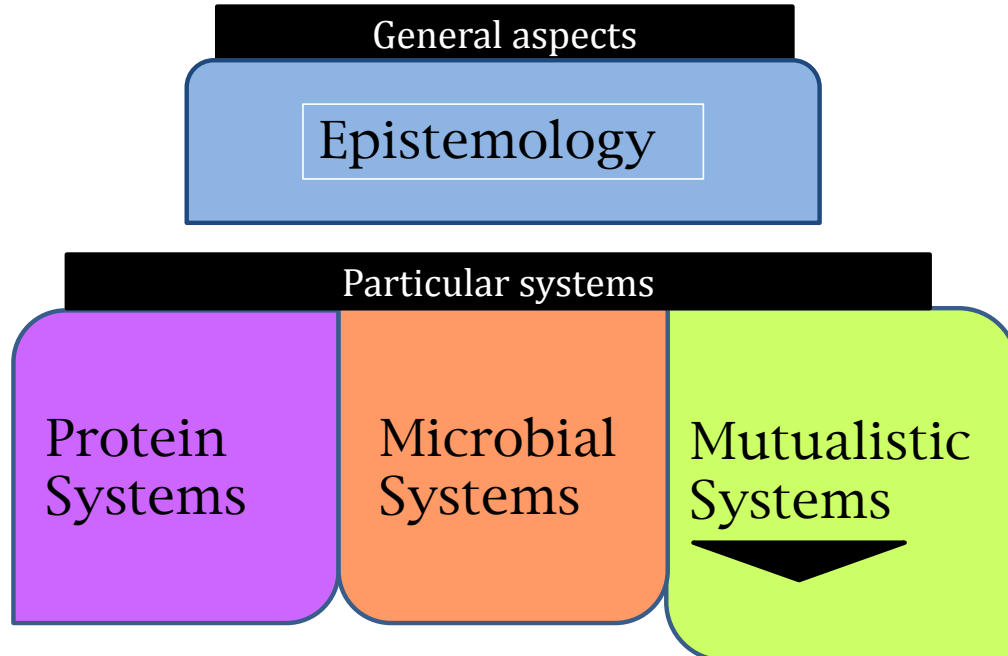 General aspects
Epistemology
Particular systems
Protein
Systems
Microbial
Systems
Mutualistic
Systems